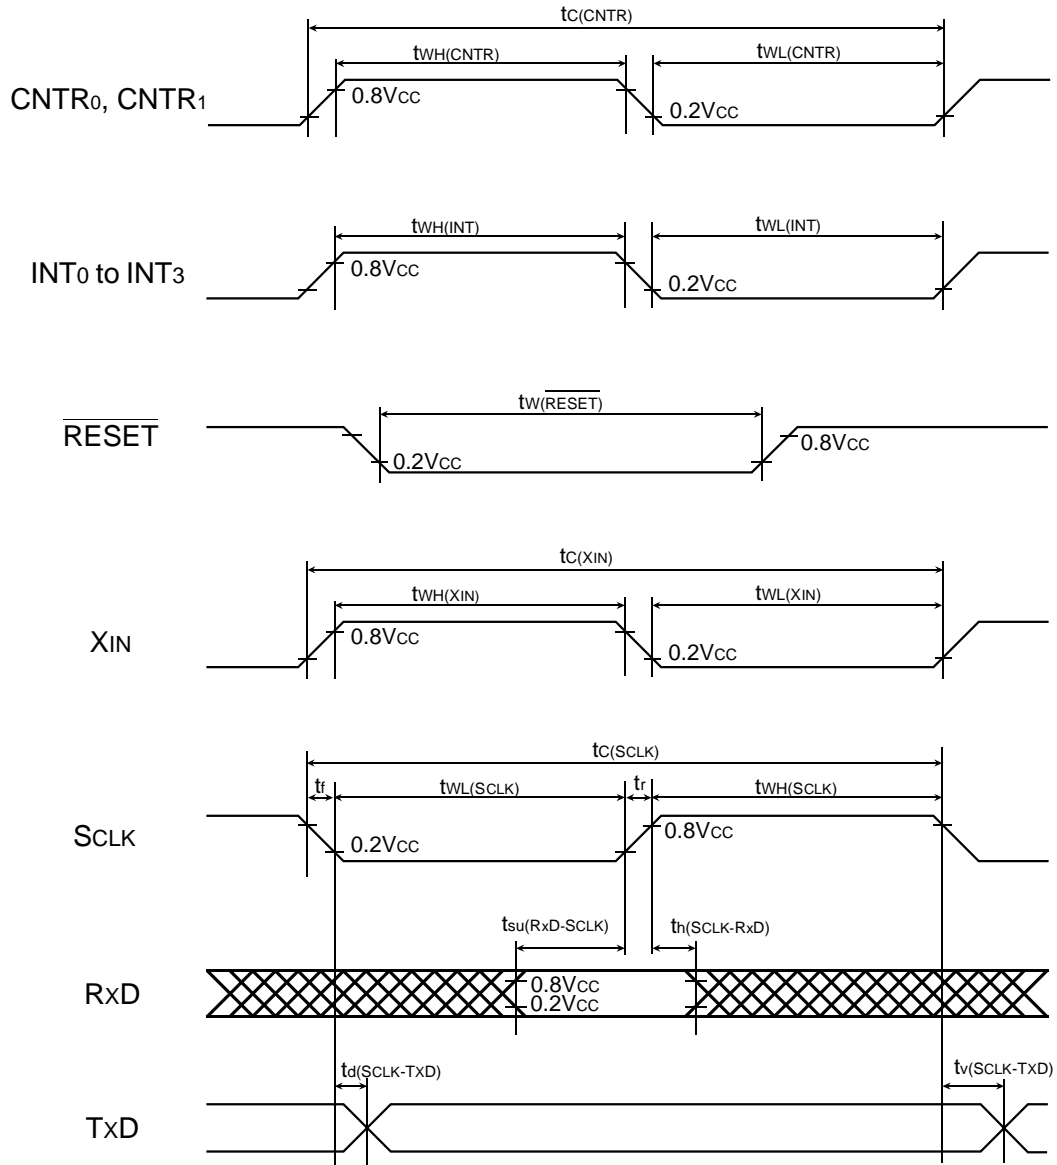 tC(CNTR)
tWH(CNTR) tWL(CNTR)
CNTR0, CNTR1
0.8VCC 0.2VCC
tWH(INT) tWL(INT)
INT0 to INT3
0.8VCC 0.2VCC
tW(RESET)
RESET
0.2VCC 0.8VCC
tC(XIN)
tWH(XIN) tWL(XIN)
XIN
0.8VCC 0.2VCC
tC(SCLK)
tf tWL(SCLK) tr tWH(SCLK)
SCLK
0.2VCC 0.8VCC
tsu(RxD-SCLK) th(SCLK-RxD)
RXD
0.8VCC
0.2VCC
td(SCLK-TXD) tv(SCLK-TXD)
TXD